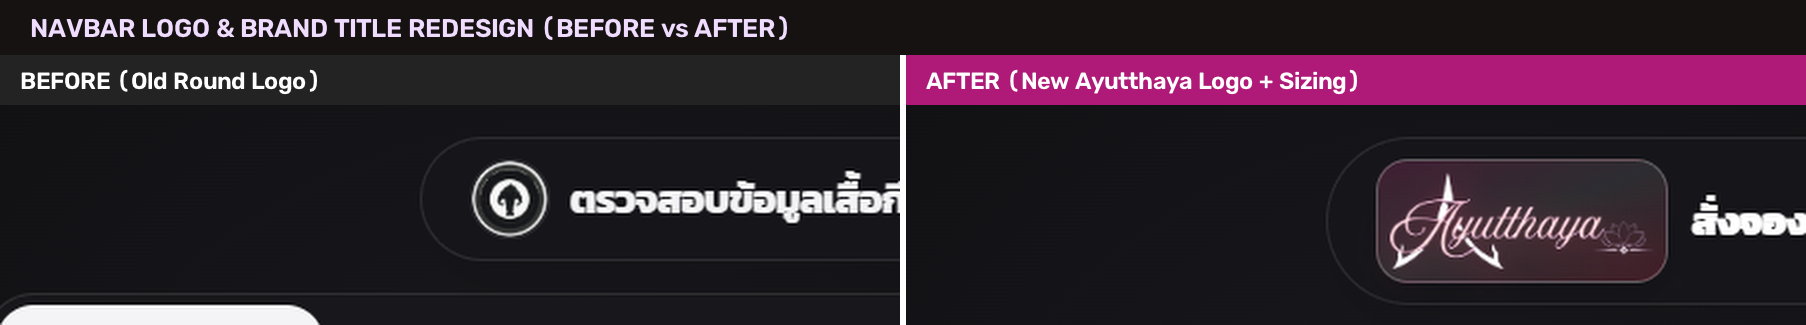 NAVBAR LOGO & BRAND TITLE REDESIGN (BEFORE vs AFTER)
BEFORE (Old Round Logo)
ตรวจสอบข้อมูลเสื้อกี
AFTER (New Ayutthaya Logo + Sizing)
Ayutthaya
สั่งจอง